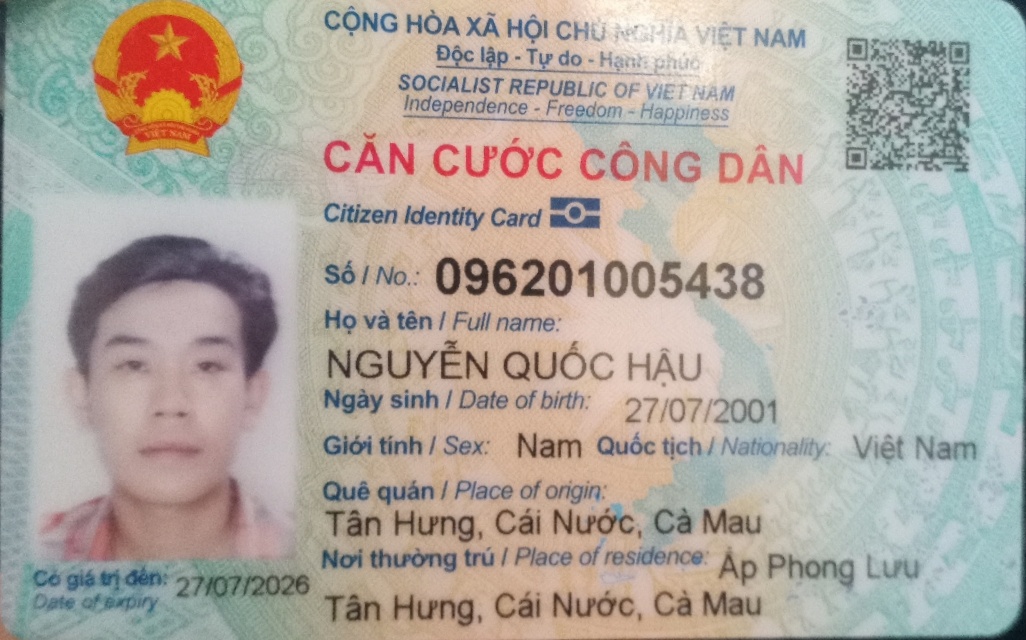 CỘNG HÒA XÃ HỘI CHỦ NGHĨA VIỆT NAM
Độc lập - Tự do - Hạnh phúc
SOCIALIST REPUBLIC OF VIET NAM
Independence - Freedom - Happiness
CĂN CƯỚC CÔNG DÂN
Citizen Identity Card
Số / No.: 096201005438
Họ và tên / Full name:
NGUYỄN QUỐC HẬU
Ngày sinh / Date of birth: 27/07/2001
Giới tính / Sex: Nam Quốc tịch / Nationality: Việt Nam
Quê quán / Place of origin:
Tân Hưng, Cái Nước, Cà Mau
Nơi thường trú / Place of residence: Ấp Phong Lưu
Tân Hưng, Cái Nước, Cà Mau
Có giá trị đến: 27/07/2026
Date of expiry
VIỆT NAM